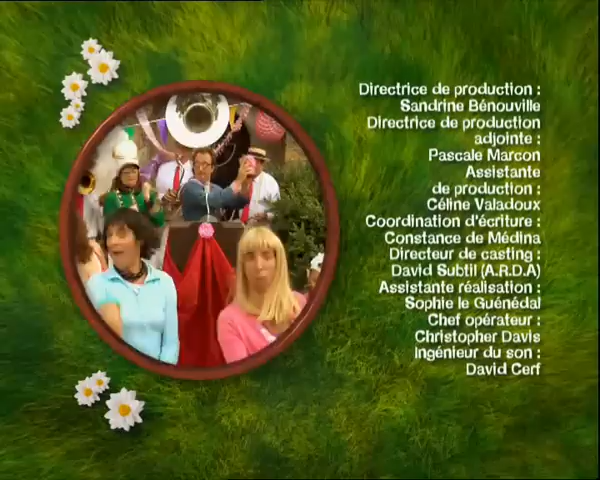 Directrice de production :
Sandrine Bénouville
Directrice de production
adjointe :
Pascale Marcon
Assistante
de production :
Céline Valadoux
Coordination d'écriture :
Constance de Médina
Directeur de casting :
David Subtil (A.R.D.A)
Assistante réalisation :
Sophie le Guénédal
Chef opérateur :
Christopher Davis
Ingénieur du son :
David Cerf